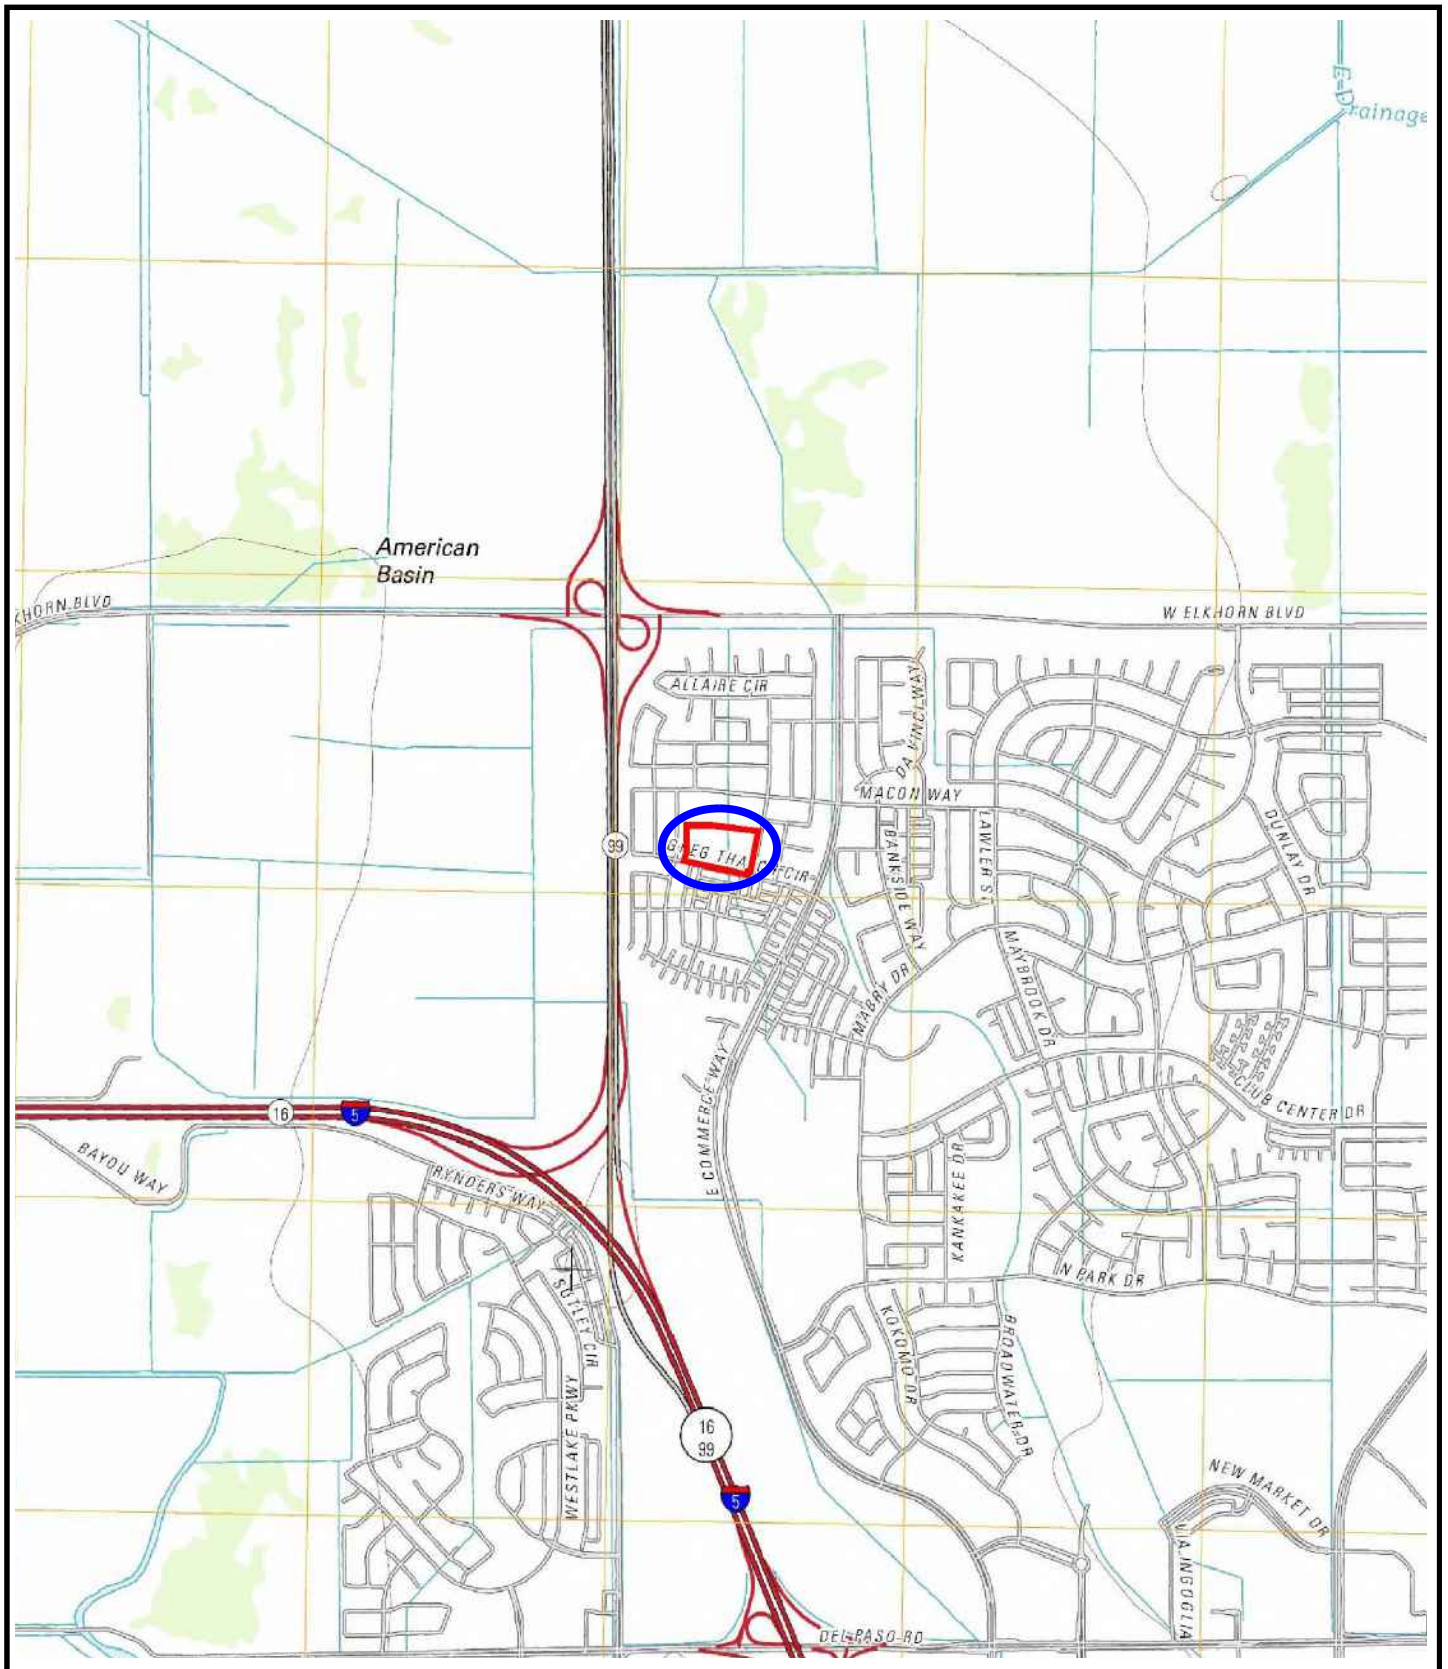 E Drainage
American
Basin
KHORN BLVD
W ELKHORN BLVD
ALLAIRE CIR
DA VINCI WAY
MACON WAY
99
GREG THA
CIR
BANKSIDE WAY
LAWLER ST
DUNLAY DR
MAYBROOK DR
MABRY DR
E COMMERCE WAY
CLUB CENTER DR
16
5
BAYOU WAY
RYNDERS WAY
KANKAKEE DR
N PARK DR
SUTLEY CIR
KOKOMO DR
BROADWATER DR
WESTLAKE PKWY
16
99
5
NEW MARKET DR
VIA INGOGLIA
DEL PASO RD